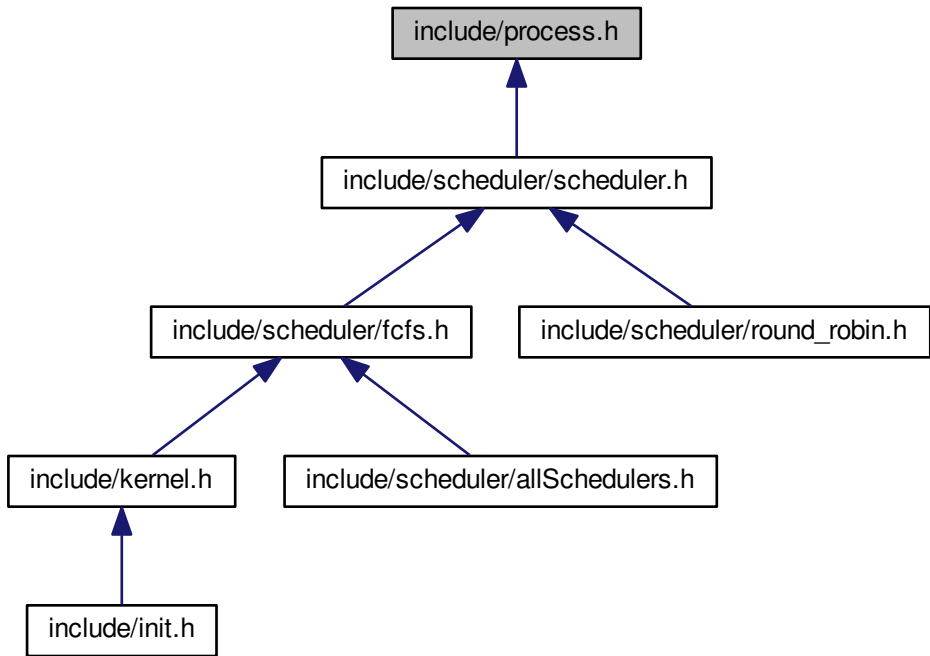 include/process.h
include/scheduler/scheduler.h
include/scheduler/fcfs.h
include/scheduler/round_robin.h
include/kernel.h
include/scheduler/allSchedulers.h
include/init.h